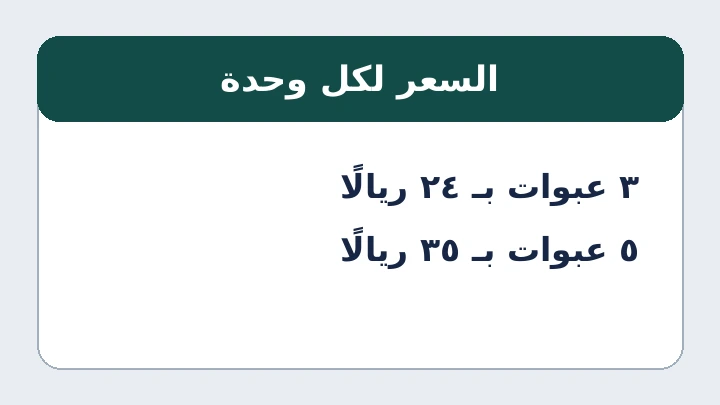 السعر لكل وحدة
٣ عبوات بـ ٢٤ ريالًا
٥ عبوات بـ ٣٥ ريالًا